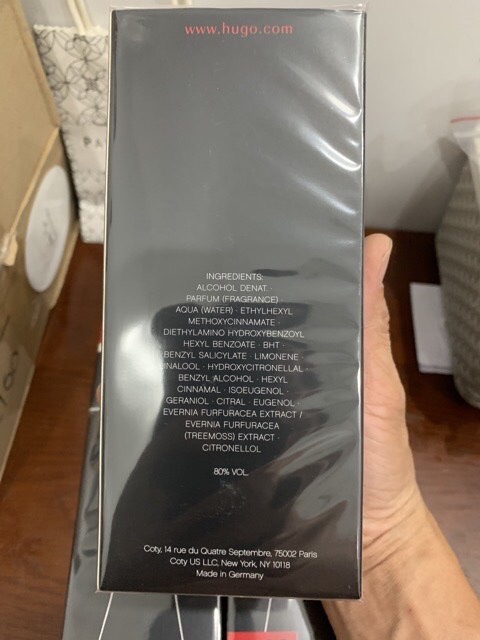 www.hugo.com
INGREDIENTS:
ALCOHOL DENAT. ·
PARFUM (FRAGRANCE) ·
AQUA (WATER) · ETHYLHEXYL
METHOXYCINNAMATE ·
DIETHYLAMINO HYDROXYBENZOYL
HEXYL BENZOATE · BHT ·
BENZYL SALICYLATE · LIMONENE
LINALOOL · HYDROXYCITRONELLAL ·
BENZYL ALCOHOL · HEXYL
CINNAMAL · ISOEUGENOL ·
GERANIOL · CITRAL · EUGENOL ·
EVERNIA FURFURACEA EXTRACT /
EVERNIA FURFURACEA
(TREEMOSS) EXTRACT ·
CITRONELLOL
80% VOL.
Coty, 14 rue du Quatre Septembre, 75002 Paris
Coty US LLC, New York, NY 10118
Made in Germany